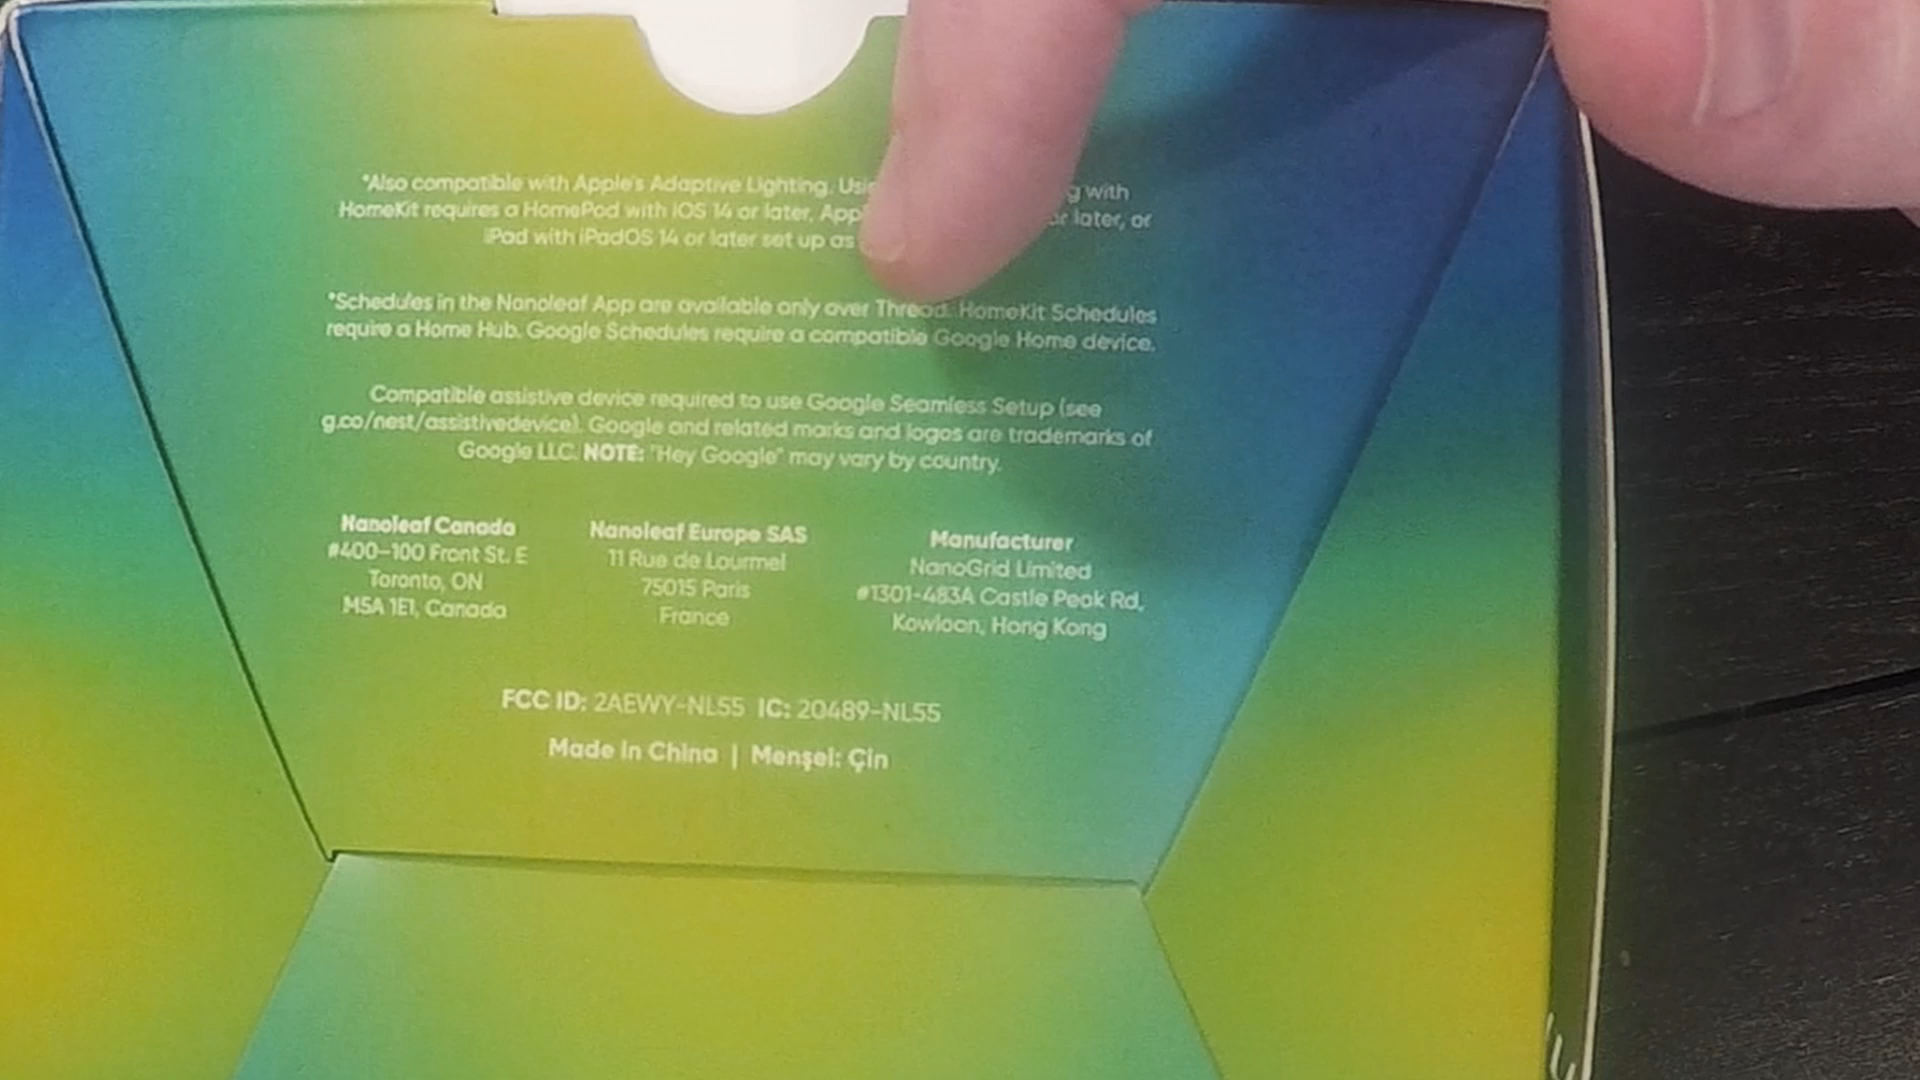 *Also compatible with Apple's Adaptive Lighting. with
HomeKit requires a HomePod with iOS 14 or later, or later, or
iPad with iPadOS 14 or later set up as
*Schedules in the Nanoleaf App are available only over Thread. HomeKit Schedules
require a Home Hub. Google Schedules require a compatible Google Home device.
Compatible assistive device required to use Google Seamless Setup (see
g.co/nest/assistivedevice). Google and related marks and logos are trademarks of
Google LLC. NOTE: "Hey Google" may vary by country.
Nanoleaf Canada
#400-100 Front St. E
Toronto, ON
M5A 1E1, Canada
Nanoleaf Europe SAS
11 Rue de Lourmel
75015 Paris
France
Manufacturer
NanoGrid Limited
#1301-483A Castle Peak Rd,
Kowloon, Hong Kong
FCC ID: 2AEWY-NL55 IC: 20489-NL55
Made in China | Menşei: Çin